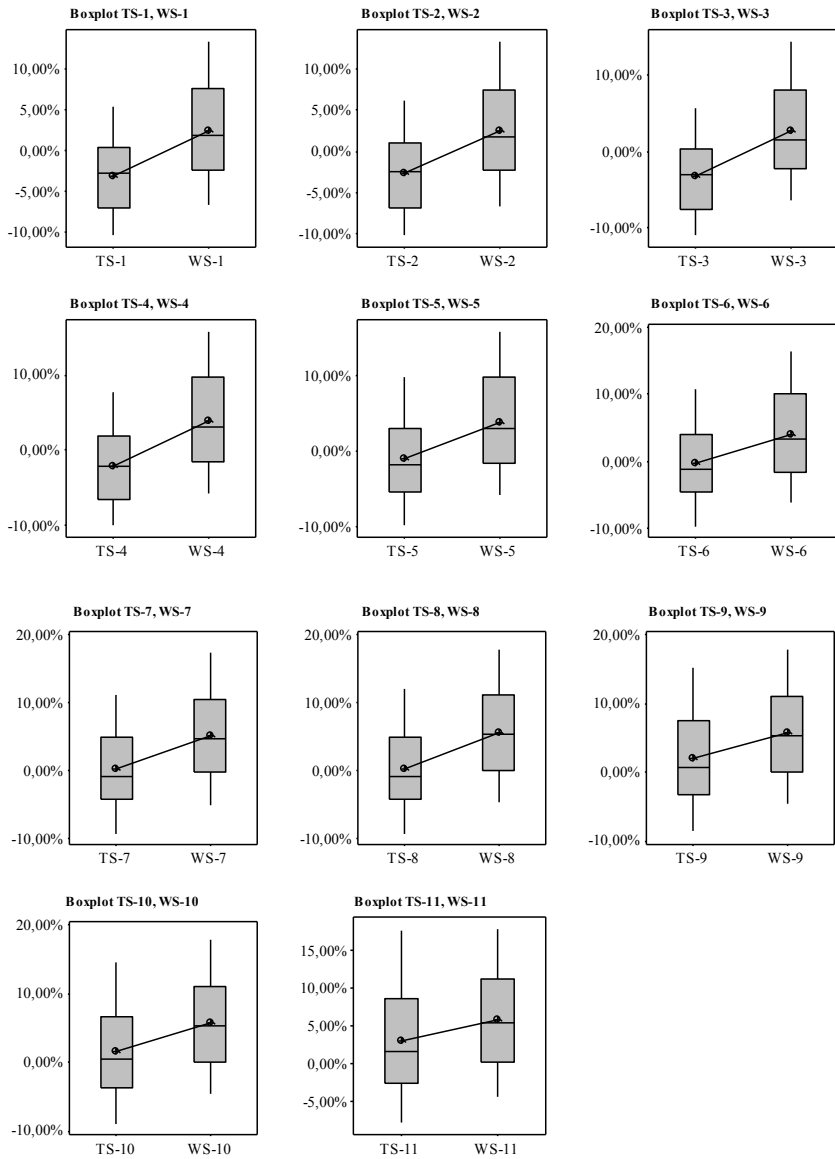 Boxplot TS-1, WS-1
10,00%
5,00%
0,00%
-5,00%
-10,00%
TS-1 WS-1
Boxplot TS-2, WS-2
10,00%
5,00%
0,00%
-5,00%
-10,00%
TS-2 WS-2
Boxplot TS-3, WS-3
10,00%
0,00%
-10,00%
TS-3 WS-3
Boxplot TS-4, WS-4
10,00%
0,00%
-10,00%
TS-4 WS-4
Boxplot TS-5, WS-5
10,00%
0,00%
-10,00%
TS-5 WS-5
Boxplot TS-6, WS-6
20,00%
10,00%
0,00%
-10,00%
TS-6 WS-6
Boxplot TS-7, WS-7
20,00%
10,00%
0,00%
-10,00%
TS-7 WS-7
Boxplot TS-8, WS-8
20,00%
10,00%
0,00%
-10,00%
TS-8 WS-8
Boxplot TS-9, WS-9
20,00%
10,00%
0,00%
-10,00%
TS-9 WS-9
Boxplot TS-10, WS-10
20,00%
10,00%
0,00%
-10,00%
TS-10 WS-10
Boxplot TS-11, WS-11
15,00%
10,00%
5,00%
0,00%
-5,00%
TS-11 WS-11